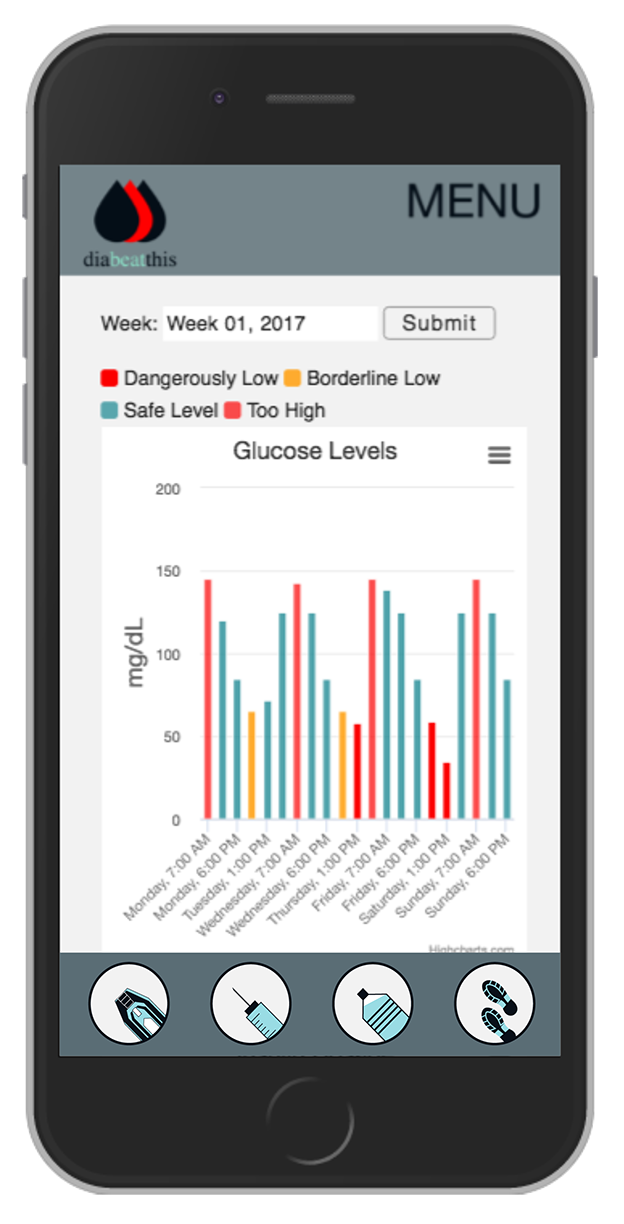 MENU
diabeatthis
Week: Week 01, 2017 Submit
Dangerously Low Borderline Low
Safe Level Too High
Glucose Levels
200
150
100
50
0
mg/dL
Monday, 7:00 AM
Monday, 6:00 PM
Tuesday, 1:00 PM
Wednesday, 7:00 AM
Wednesday, 6:00 PM
Thursday, 1:00 PM
Friday, 7:00 AM
Friday, 6:00 PM
Saturday, 1:00 PM
Sunday, 7:00 AM
Sunday, 6:00 PM
Highcharts.com